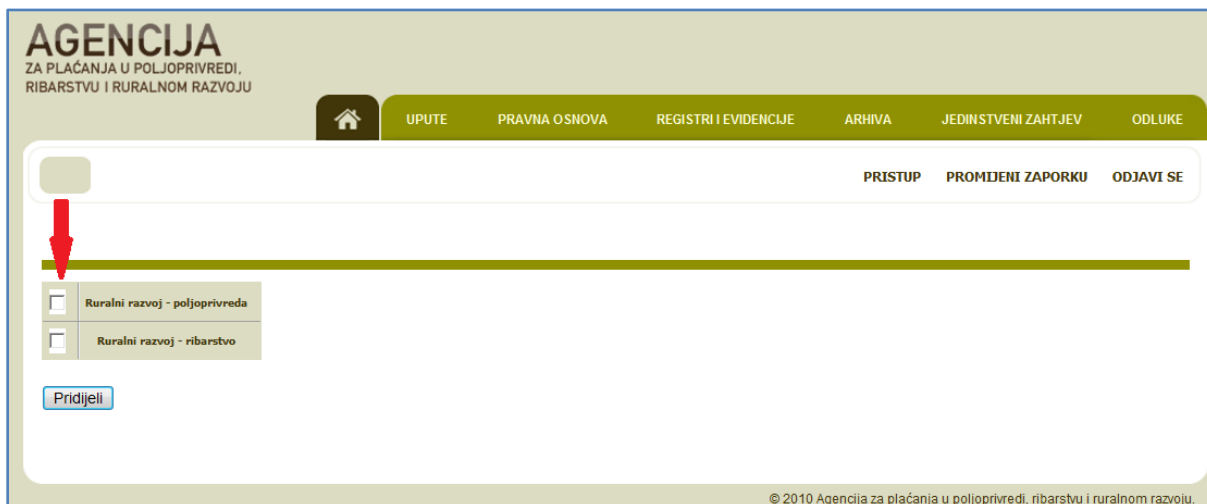 AGENCIJA
ZA PLAĆANJA U POLJOPRIVREDI,
RIBARSTVU I RURALNOM RAZVOJU
UPUTE PRAVNA OSNOVA REGISTRI I EVIDENCIJE ARHIVA JEDINSTVENI ZAHTJEV ODLUKE
PRISTUP PROMIJENI ZAPORKU ODJAVI SE
Ruralni razvoj - poljoprivreda
Ruralni razvoj - ribarstvo
Pridijeli
© 2010 Agencija za plaćanja u poljoprivredi, ribarstvu i ruralnom razvoju.